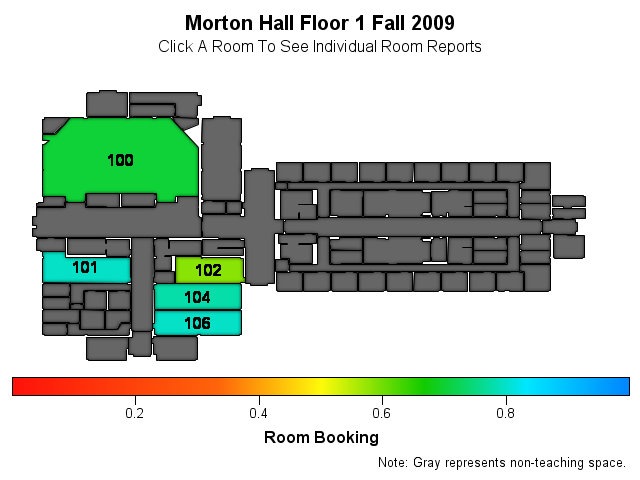 Morton Hall Floor 1 Fall 2009
Click A Room To See Individual Room Reports
100
101
102
104
106
0.2 0.4 0.6 0.8
Room Booking
Note: Gray represents non-teaching space.